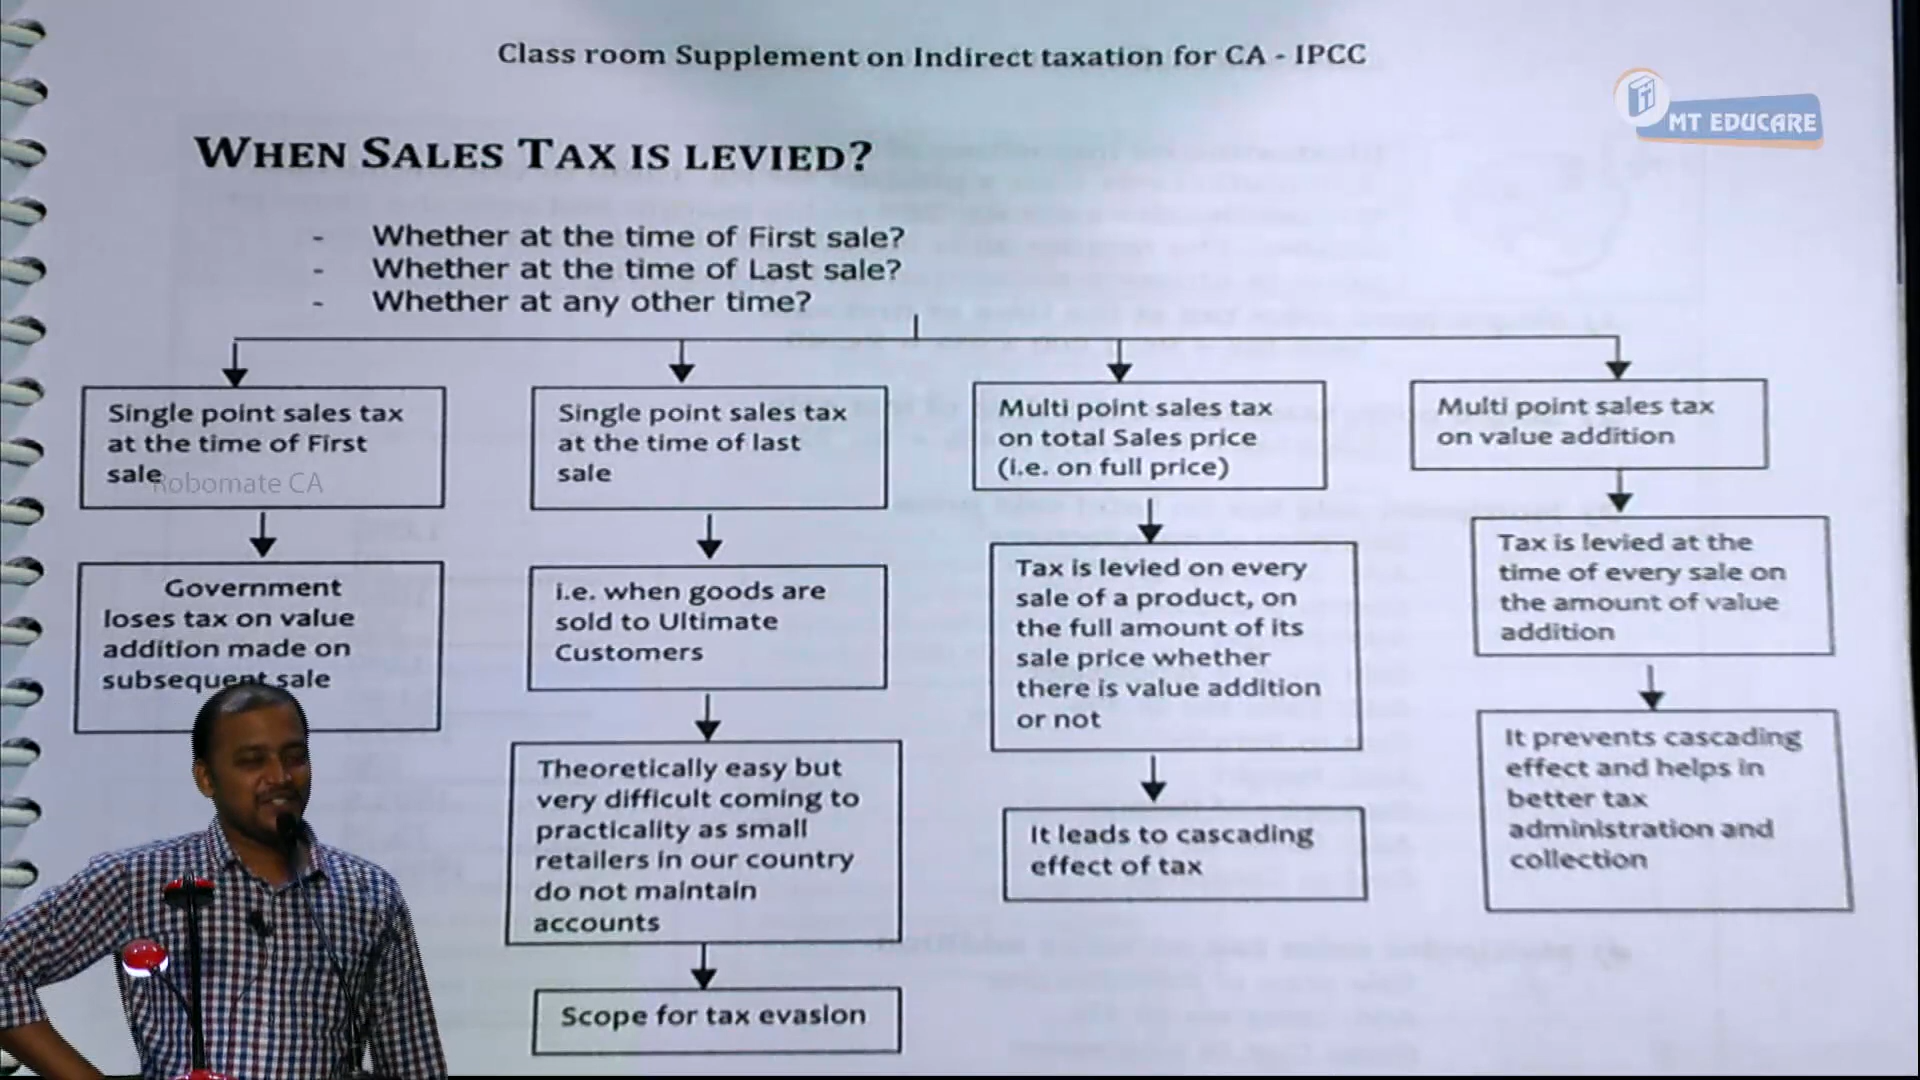 Class room Supplement on Indirect taxation for CA - IPCC
MT EDUCARE
WHEN SALES TAX IS LEVIED?
- Whether at the time of First sale?
- Whether at the time of Last sale?
- Whether at any other time?
Single point sales tax
at the time of First
sale
Robomate CA
Government
loses tax on value
addition made on
subsequent sale
Single point sales tax
at the time of last
sale
i.e. when goods are
sold to Ultimate
Customers
Theoretically easy but
very difficult coming to
practicality as small
retailers in our country
do not maintain
accounts
Scope for tax evasion
Multi point sales tax
on total Sales price
(i.e. on full price)
Tax is levied on every
sale of a product, on
the full amount of its
sale price whether
there is value addition
or not
It leads to cascading
effect of tax
Multi point sales tax
on value addition
Tax is levied at the
time of every sale on
the amount of value
addition
It prevents cascading
effect and helps in
better tax
administration and
collection